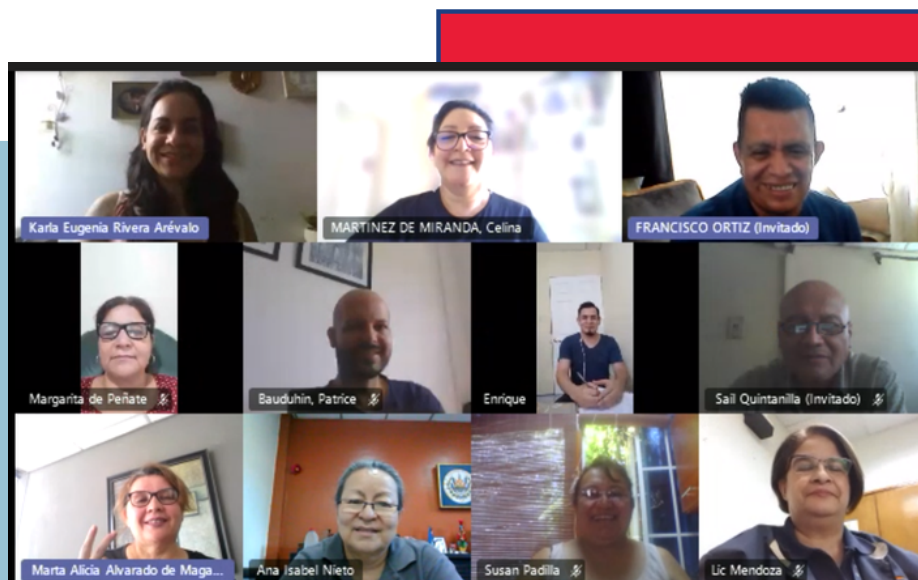 Karla Eugenia Rivera Arévalo
MARTINEZ DE MIRANDA, Celina
FRANCISCO ORTIZ (Invitado)
Margarita de Peñate
Bauduhin, Patrice
Enrique
Sail Quintanilla (Invitado)
Marta Alicia Alvarado de Maga...
Ana Isabel Nieto
Susan Padilla
Lic Mendoza